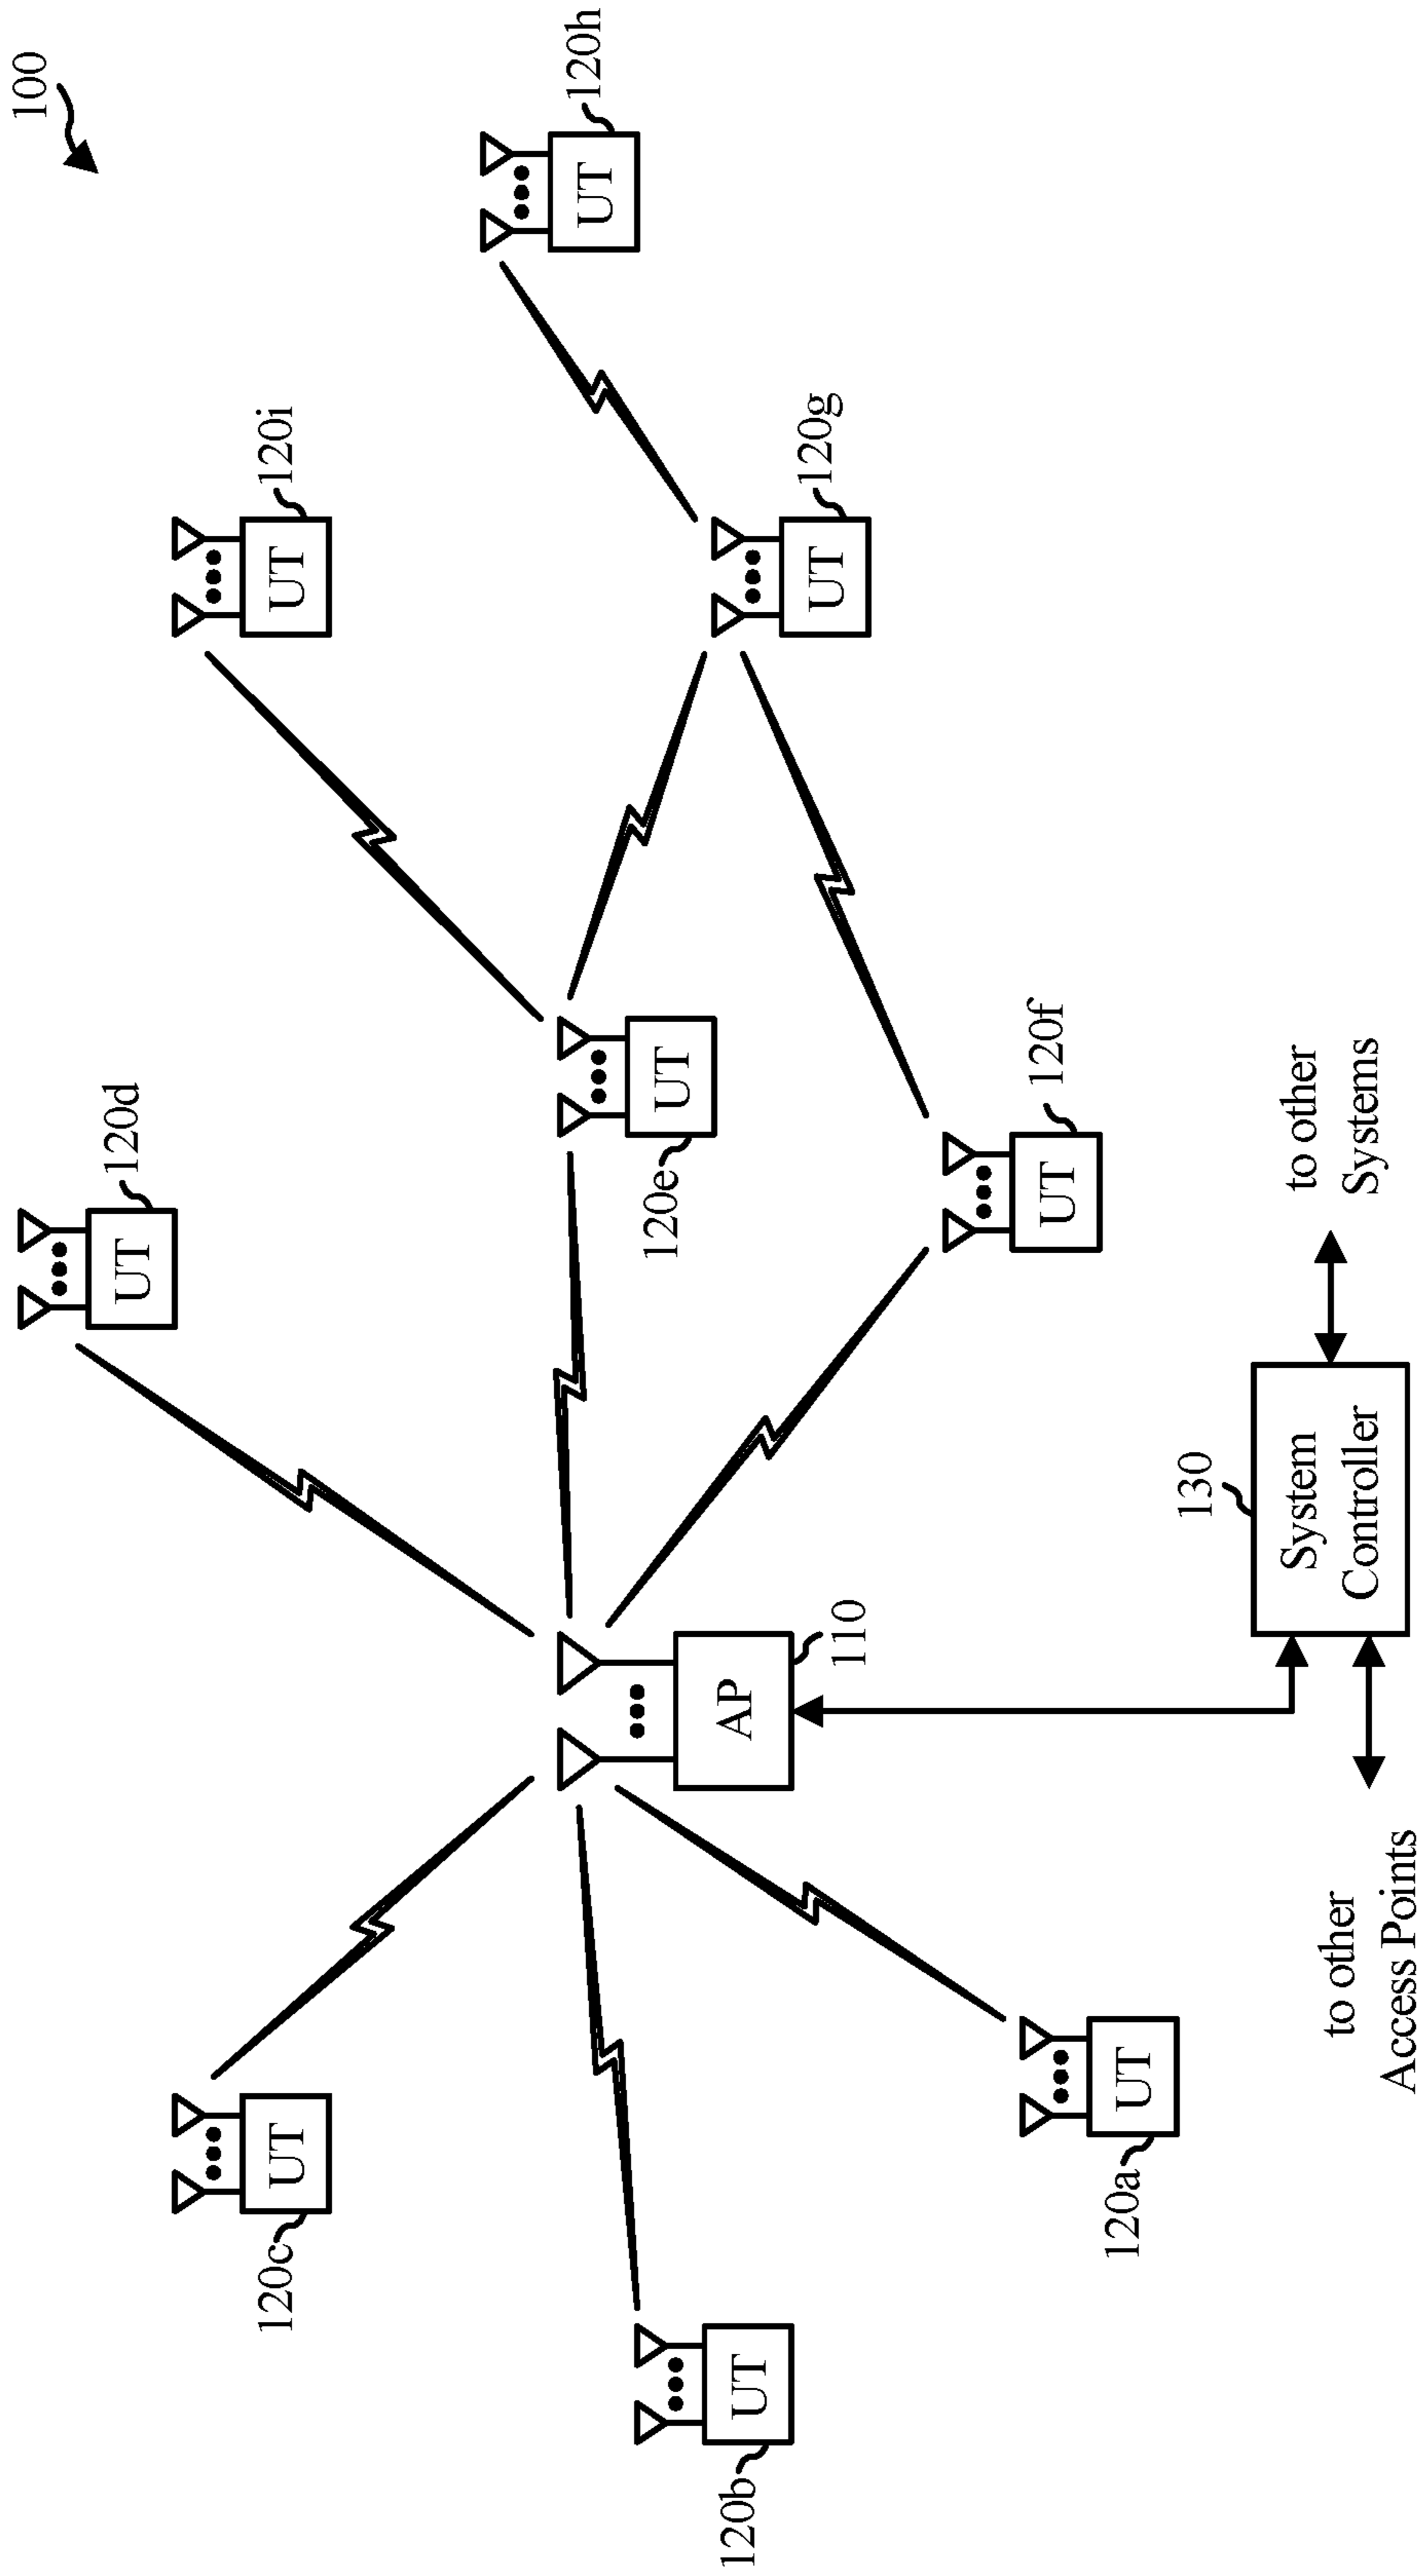 100
120d
UT
120i
UT
120c
UT
120h
UT
120e
UT
120g
UT
AP
110
120b
UT
120f
UT
120a
UT
130
System
Controller
to other
Systems
to other
Access Points